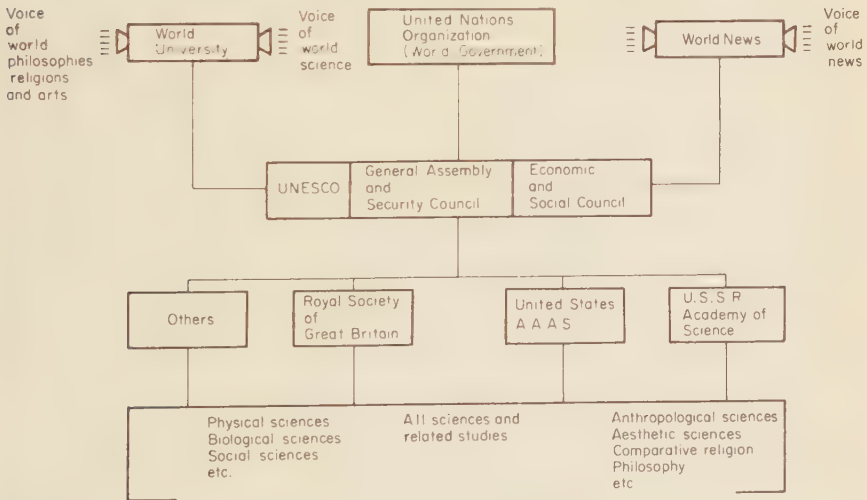 Voice
of
world
philosophies
religions
and arts
World
University
Voice
of
world
science
United Nations
Organization
(World Government)
World News
Voice
of
world
news
UNESCO
General Assembly
and
Security Council
Economic
and
Social Council
Others
Royal Society
of
Great Britain
United States
A A A S
U. S. S R
Academy of
Science
Physical sciences
Biological sciences
Social sciences
etc.
All sciences and
related studies
Anthropological sciences
Aesthetic sciences
Comparative religion
Philosophy
etc